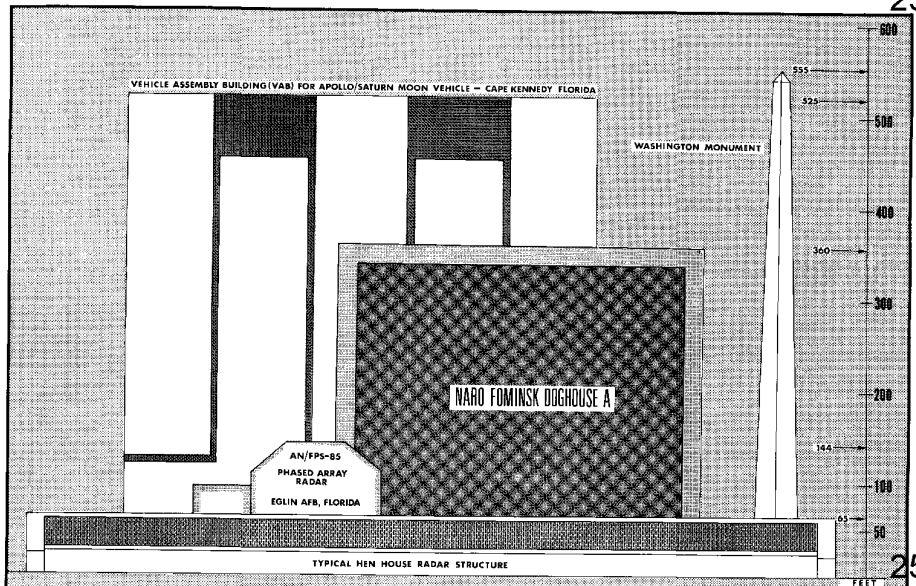 25
600
VEHICLE ASSEMBLY BUILDING (VAB) FOR APOLLO/SATURN MOON VEHICLE — CAPE KENNEDY FLORIDA
555
525
500
WASHINGTON MONUMENT
400
360
300
NARO FOMINSK DOGHOUSE A
200
144
AN/FPS-85
PHASED ARRAY
RADAR
EGLIN AFB, FLORIDA
100
65
50
TYPICAL HEN HOUSE RADAR STRUCTURE
FEET
25